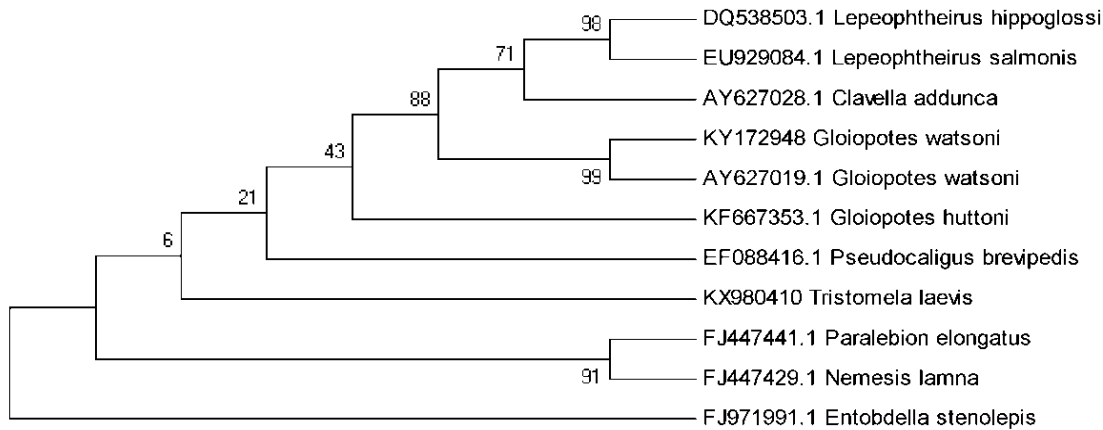 98
DQ538503.1 Lepeophtheirus hippoglossi
71
EU929084.1 Lepeophtheirus salmonis
88
AY627028.1 Clavella addunca
KY172948 Gloiopotes watsoni
43
99
AY627019.1 Gloiopotes watsoni
21
KF667353.1 Gloiopotes huttoni
6
EF088416.1 Pseudocaligus brevipedis
KX980410 Tristomela laevis
FJ447441.1 Paralebion elongatus
91
FJ447429.1 Nemesis lamna
FJ971991.1 Entobdella stenolepis